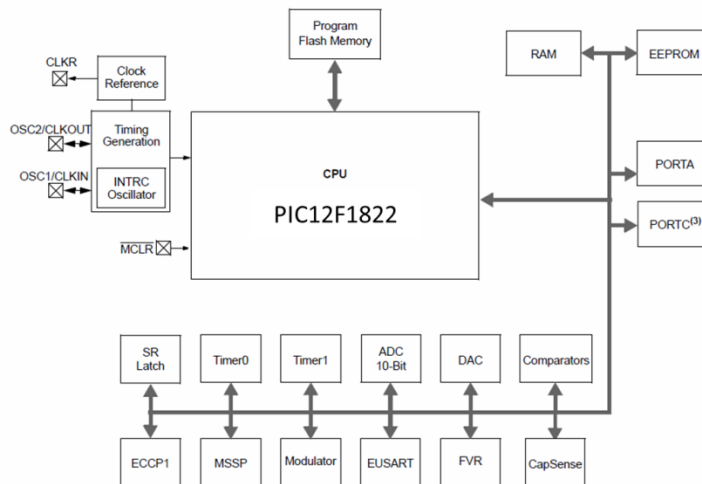 Program
Flash Memory
RAM
EEPROM
CLKR
Clock
Reference
OSC2/CLKOUT
Timing
Generation
OSC1/CLKIN
INTRC
Oscillator
CPU
PIC12F1822
MCLR
PORTA
PORTC(3)
SR
Latch
Timer0
Timer1
ADC
10-Bit
DAC
Comparators
ECCP1
MSSP
Modulator
EUSART
FVR
CapSense